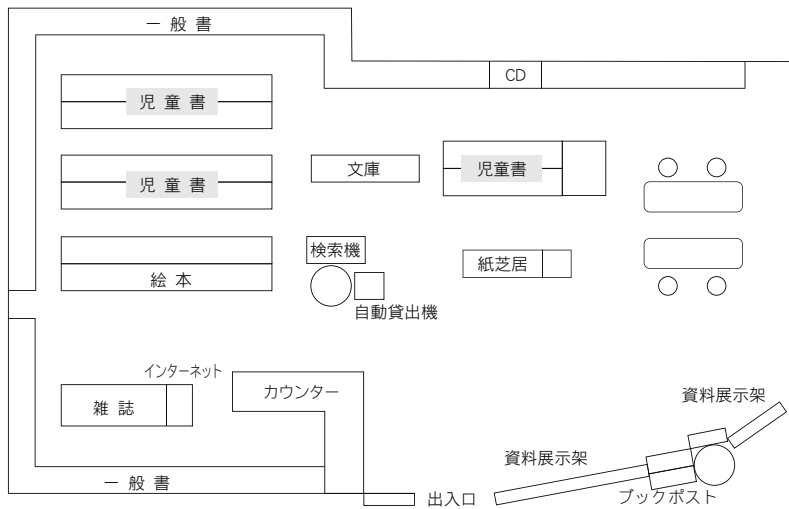 一般書
CD
児童書
児童書
文庫
児童書
検索機
絵本
紙芝居
自動貸出機
インターネット
カウンター
雑誌
資料展示架
資料展示架
一般書
出入口
ブックポスト